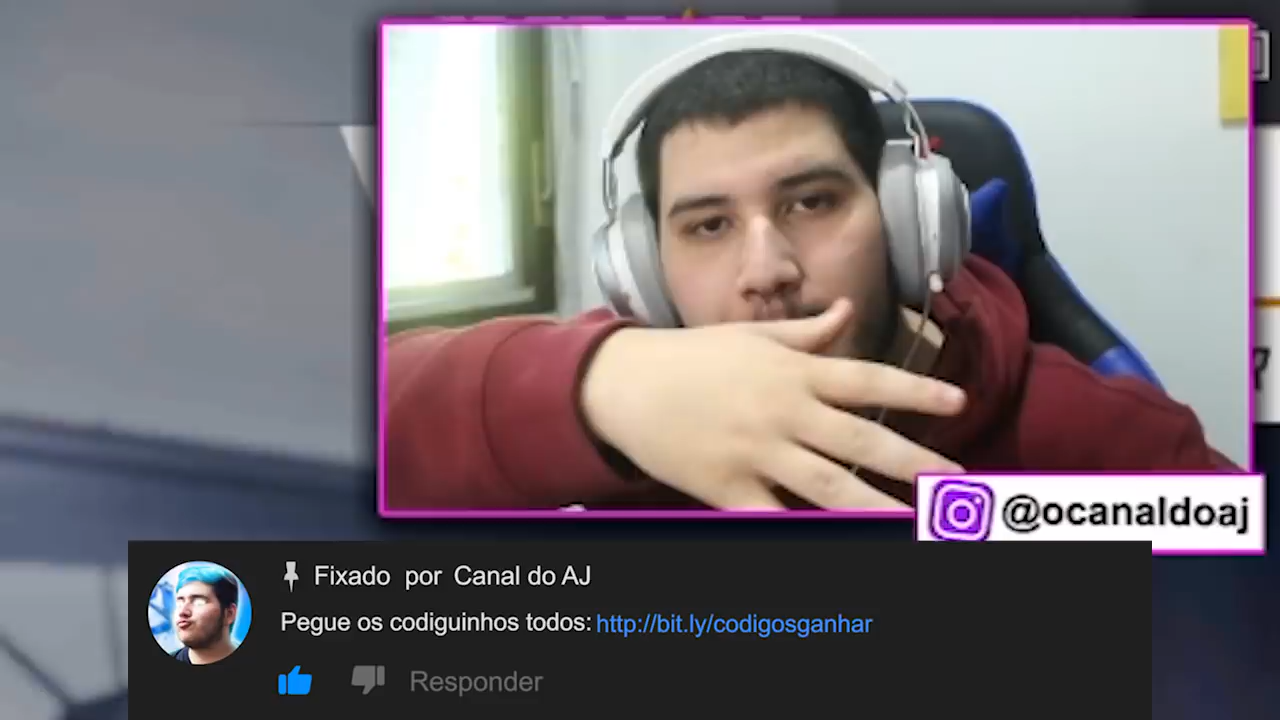 @ocanaldoaj
Fixado por Canal do AJ
Pegue os codiguinhos todos: http://bit.ly/codigosganhar
Responder